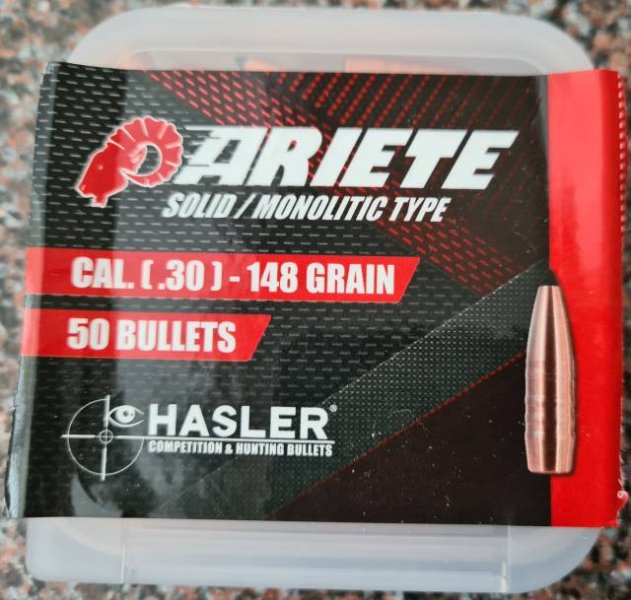 ARIETE
SOLID / MONOLITIC TYPE
CAL. ( .30 ) - 148 GRAIN
50 BULLETS
HASLER®
COMPETITION & HUNTING BULLETS